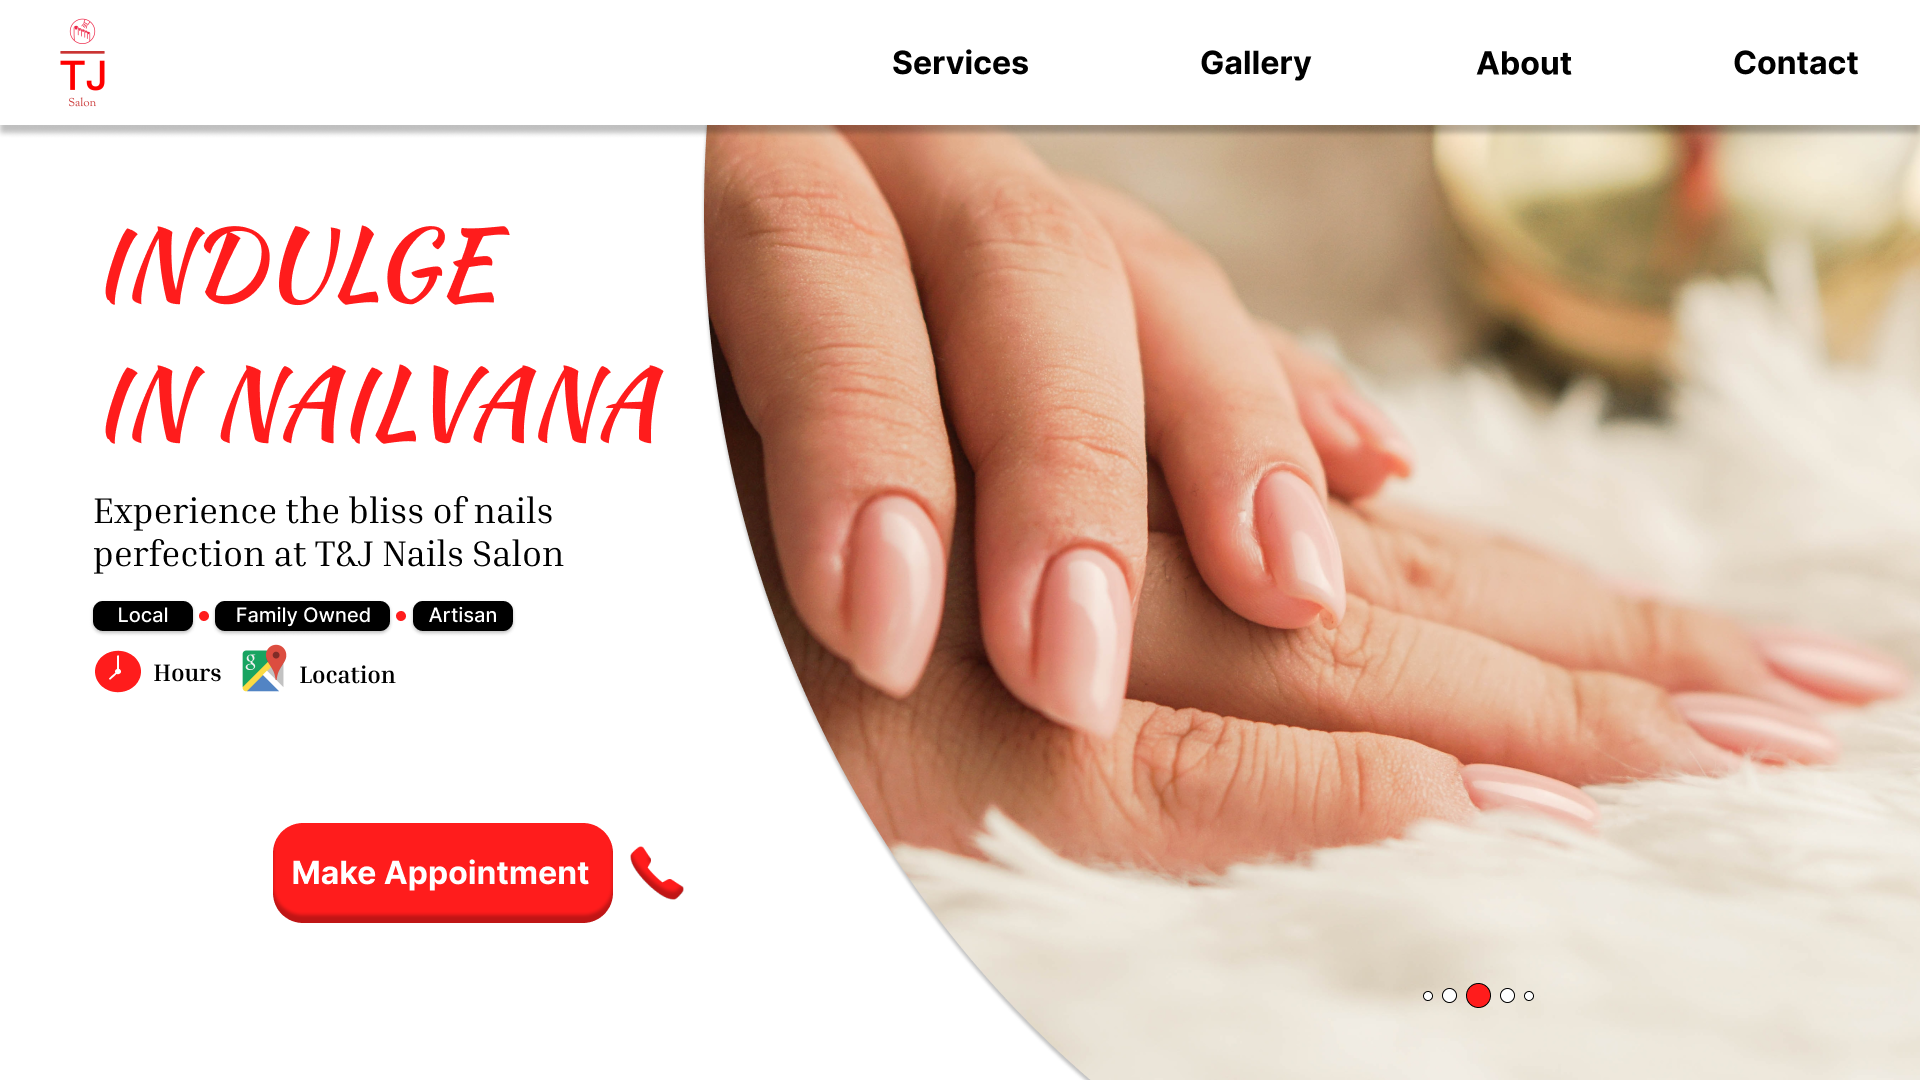 TJ
Salon
Services
Gallery
About
Contact
INDULGE
IN NAILVANA
Experience the bliss of nails
perfection at T&J Nails Salon
Local
Family Owned
Artisan
g
Hours
Location
Make Appointment